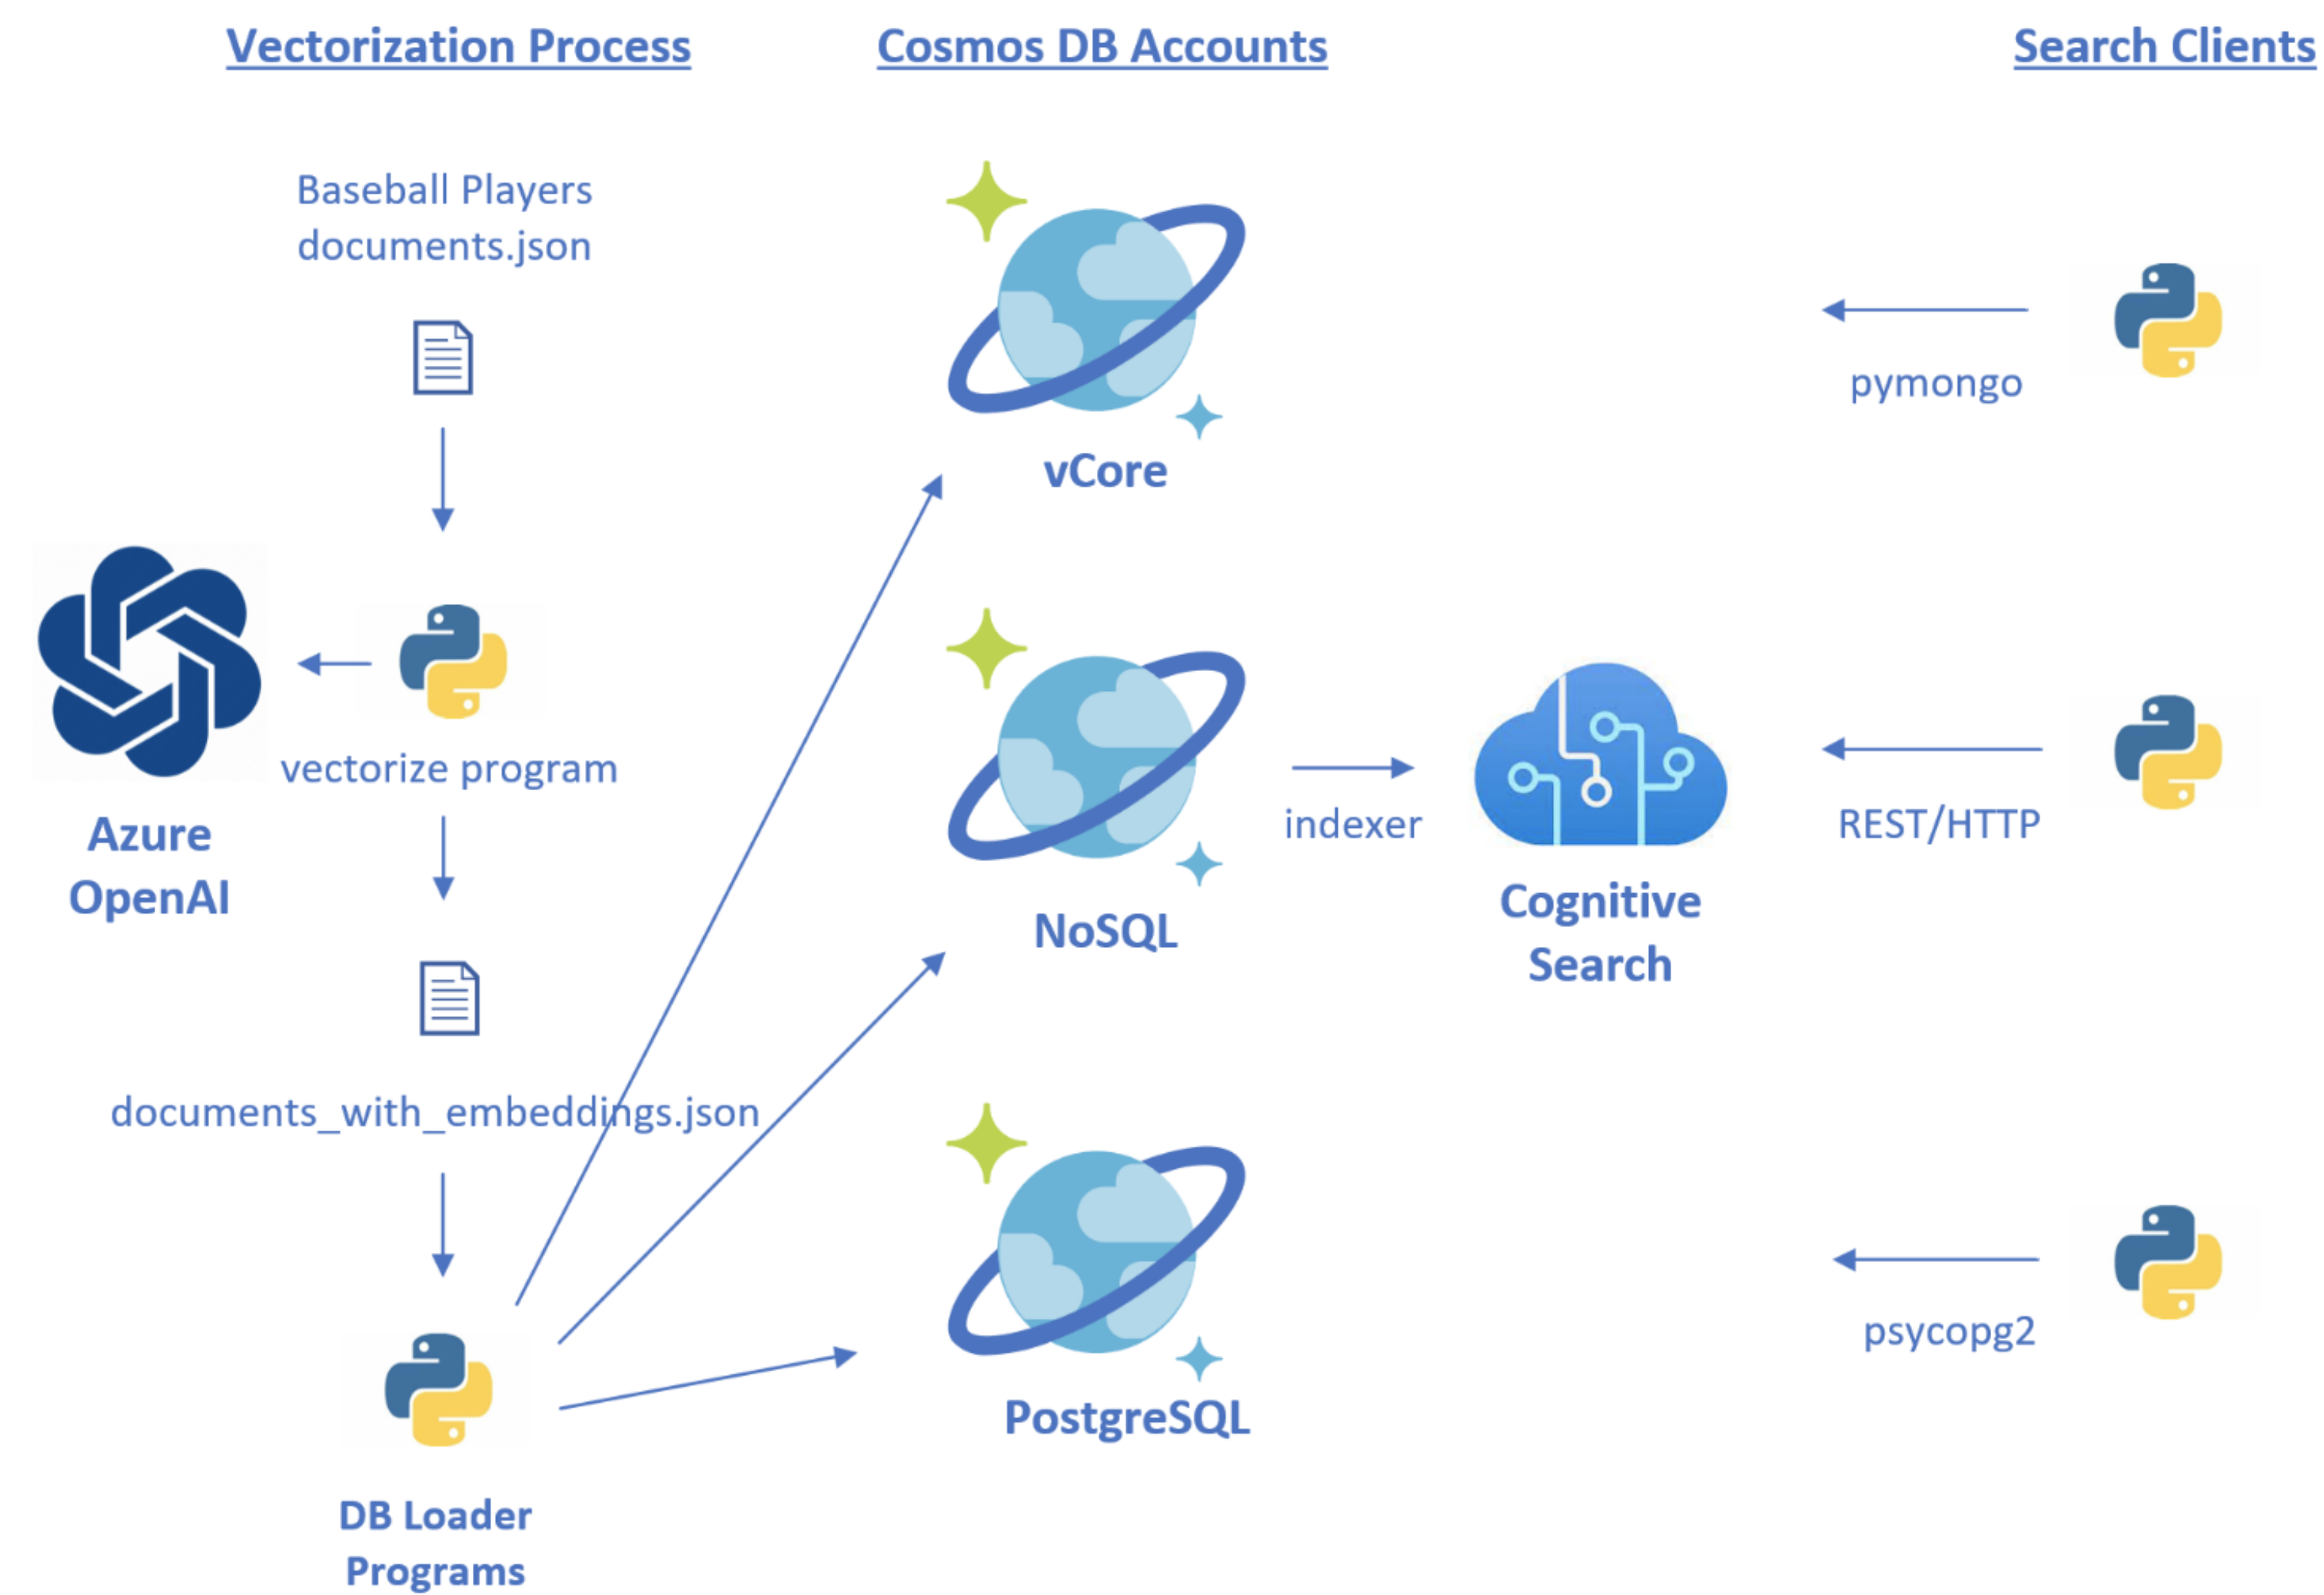 Vectorization Process
Cosmos DB Accounts
Search Clients
Baseball Players
documents.json
vCore
pymongo
vectorize program
Azure
OpenAI
NoSQL
indexer
Cognitive
Search
REST/HTTP
documents_with_embeddings.json
PostgreSQL
psycopg2
DB Loader
Programs